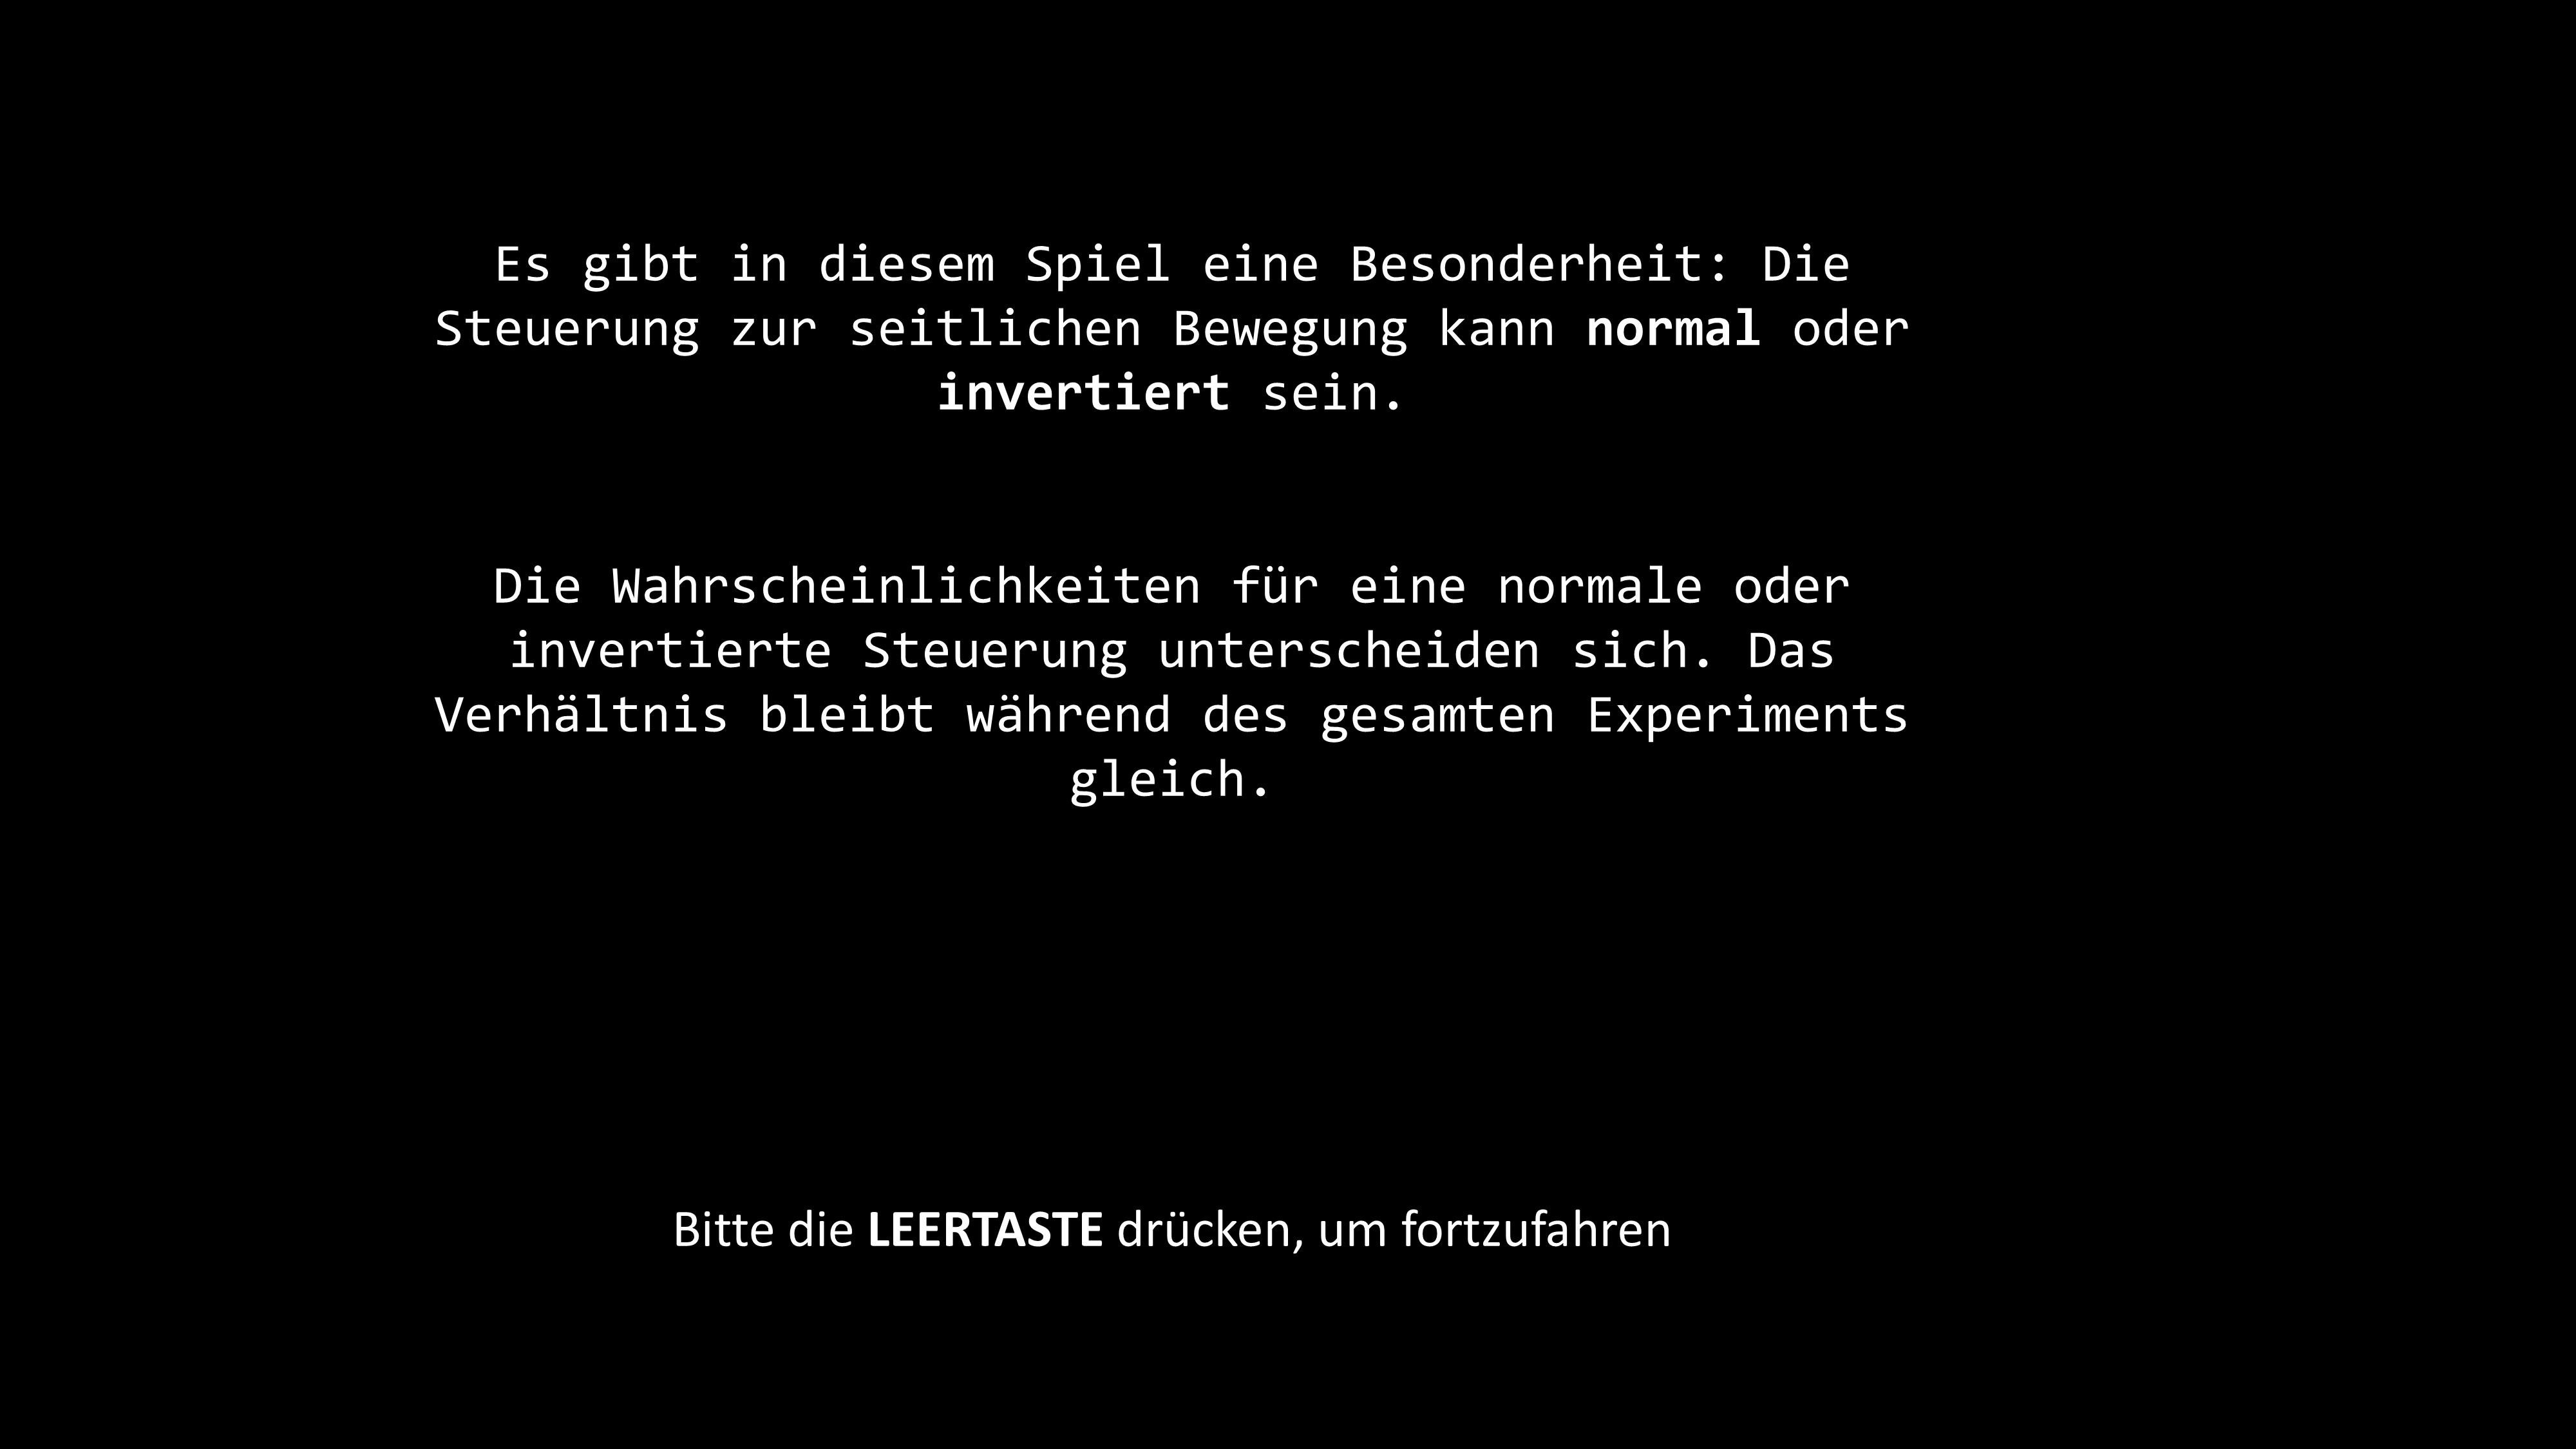 Es gibt in diesem Spiel eine Besonderheit: Die
Steuerung zur seitlichen Bewegung kann normal oder
invertiert sein.
Die Wahrscheinlichkeiten für eine normale oder
invertierte Steuerung unterscheiden sich. Das
Verhältnis bleibt während des gesamten Experiments
gleich.
Bitte die LEERTASTE drücken, um fortzufahren